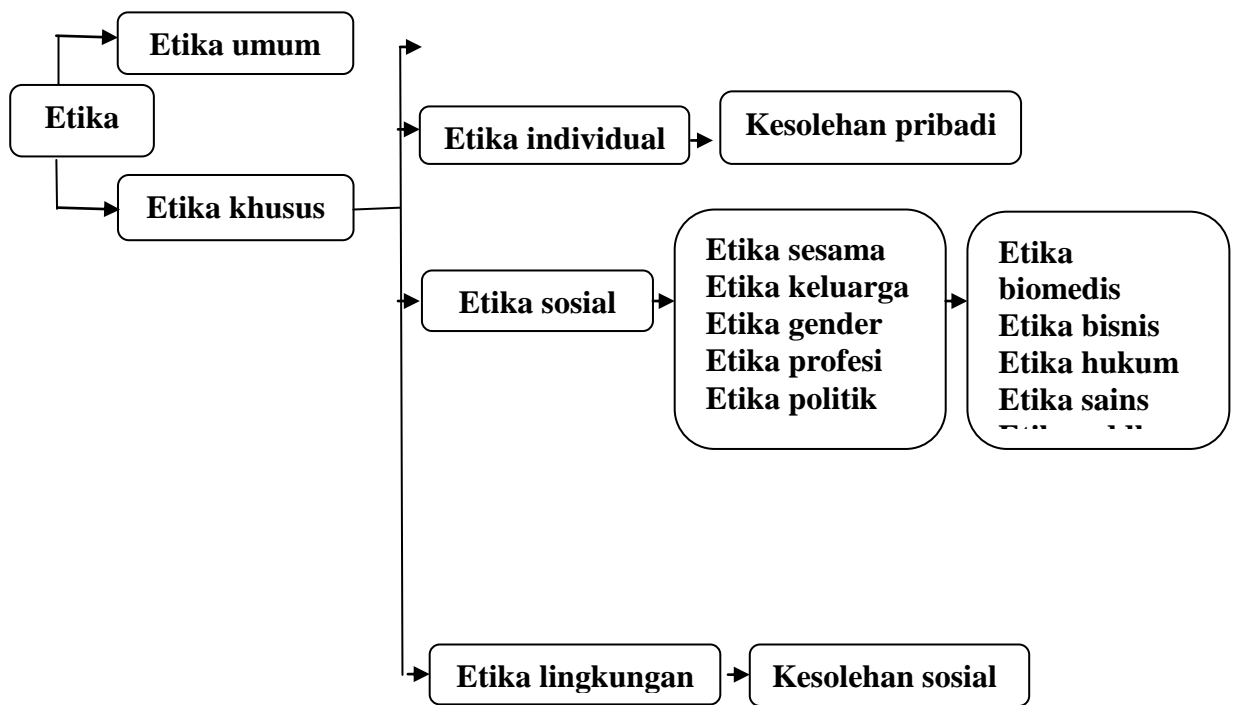 Etika umum
Etika
Etika khusus
Etika individual
Kesolehan pribadi
Etika sosial
Etika sesama
Etika keluarga
Etika gender
Etika profesi
Etika politik
Etika
biomedis
Etika bisnis
Etika hukum
Etika sains
Etika lingkungan
Kesolehan sosial